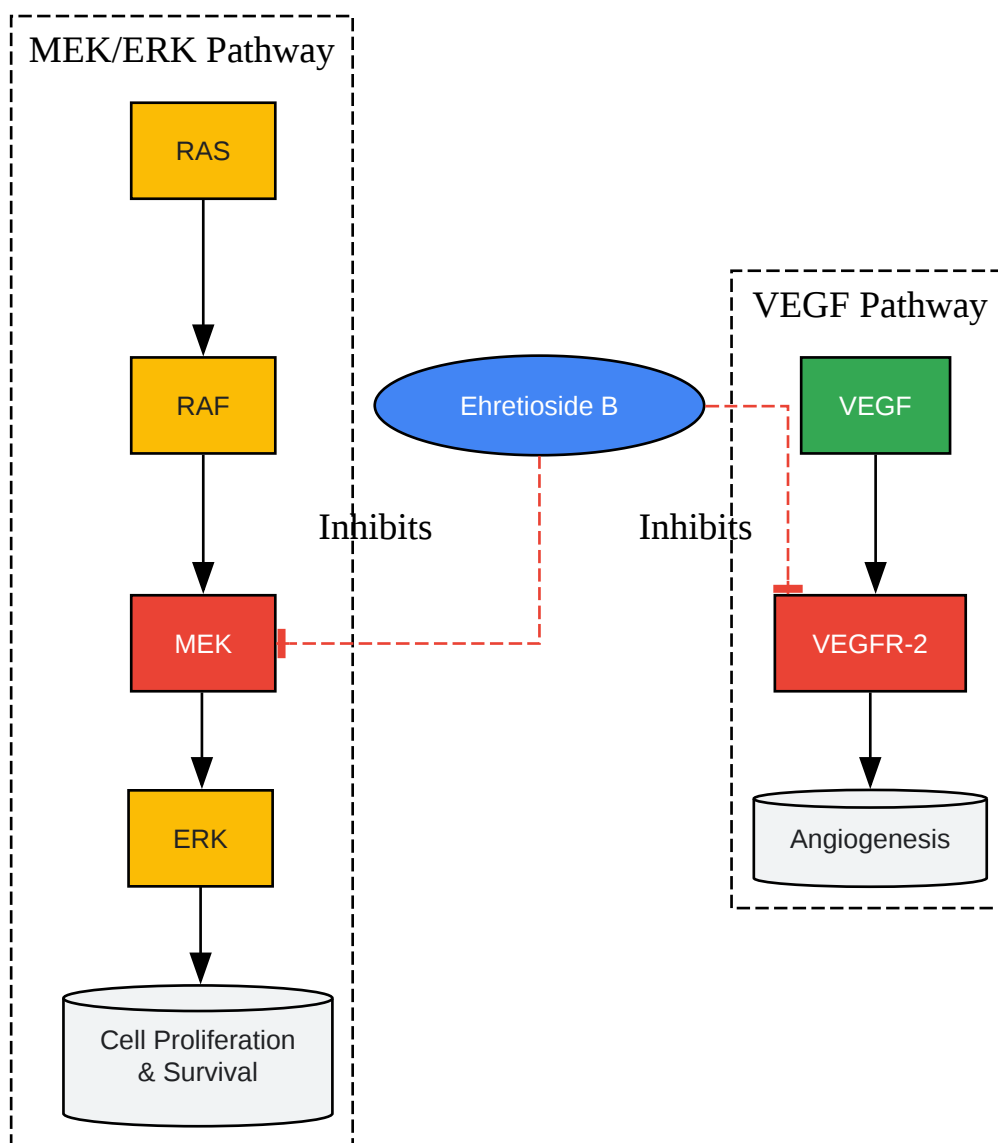 MEK/ERK Pathway
RAS
RAF
Inhibits
MEK
ERK
Cell Proliferation
& Survival
Ehretioside B
Inhibits
VEGF Pathway
VEGF
VEGFR-2
Angiogenesis